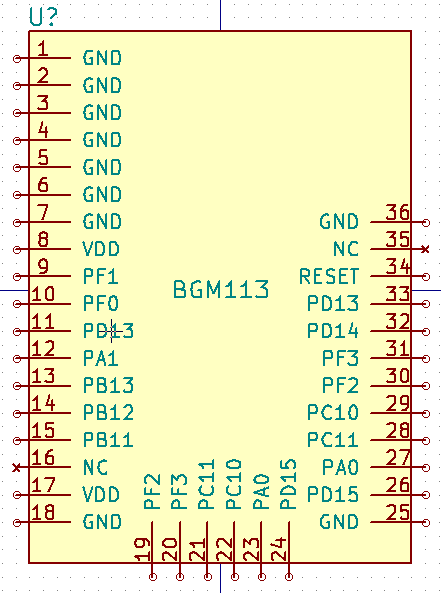 U?
1 GND
2 GND
3 GND
4 GND
5 GND
6 GND
7 GND
8 VDD
9 PF1
10 PF0
11 PD13
12 PA1
13 PB13
14 PB12
15 PB11
16 NC
17 VDD
18 GND
BGM113
GND 36
NC 35
RESET 34
PD13 33
PD14 32
PF3 31
PF2 30
PC10 29
PC11 28
PA0 27
PD15 26
GND 25
19 PF2
20 PF3
21 PC11
22 PC10
23 PA0
24 PD15